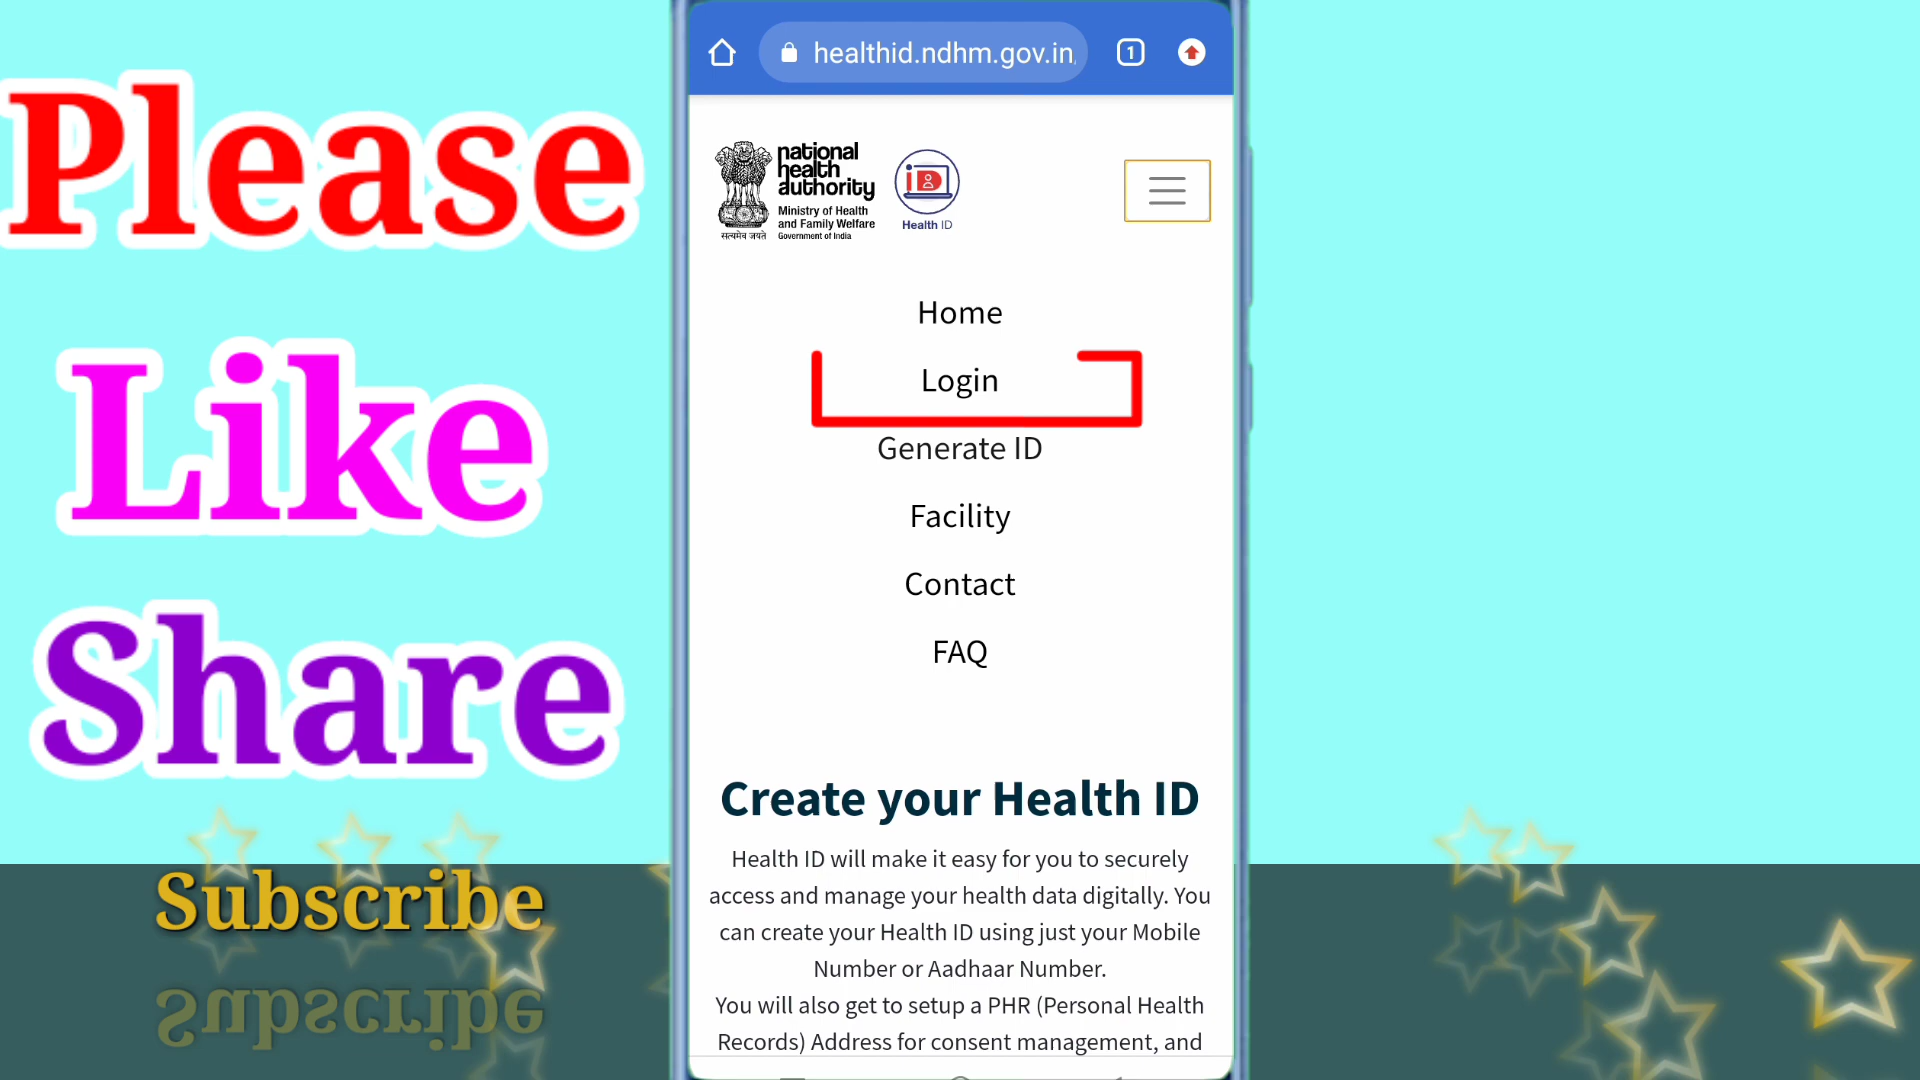 Please
Like
Share
Subscribe
healthid.ndhm.gov.in
1
national
health
authority
Ministry of Health
and Family Welfare
Government of India
सत्यमेव जयते
iD
Health ID
Home
Login
Generate ID
Facility
Contact
FAQ
Create your Health ID
Health ID will make it easy for you to securely
access and manage your health data digitally. You
can create your Health ID using just your Mobile
Number or Aadhaar Number.
You will also get to setup a PHR (Personal Health
Records) Address for consent management, and